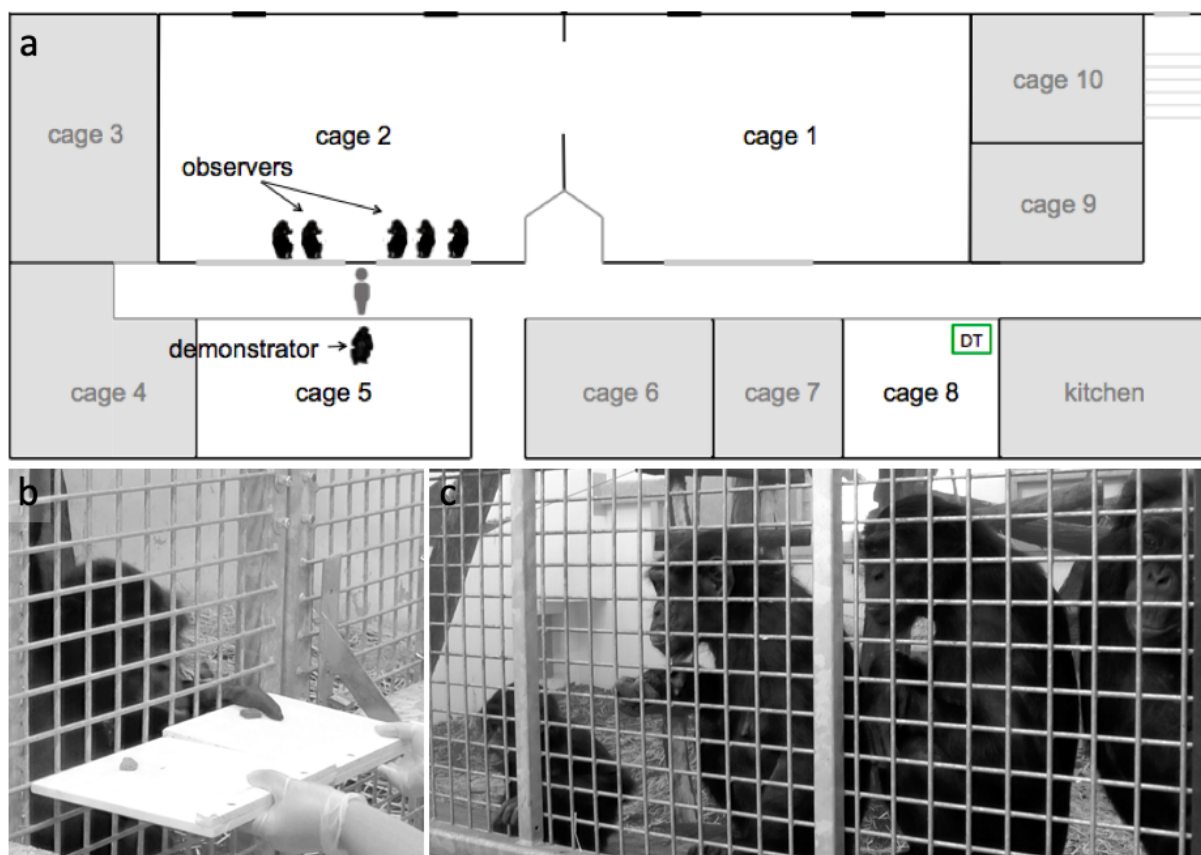 a
cage 3
cage 2
cage 1
cage 10
cage 9
observers
demonstrator
cage 4
cage 5
cage 6
cage 7
cage 8
DT
kitchen
b
c